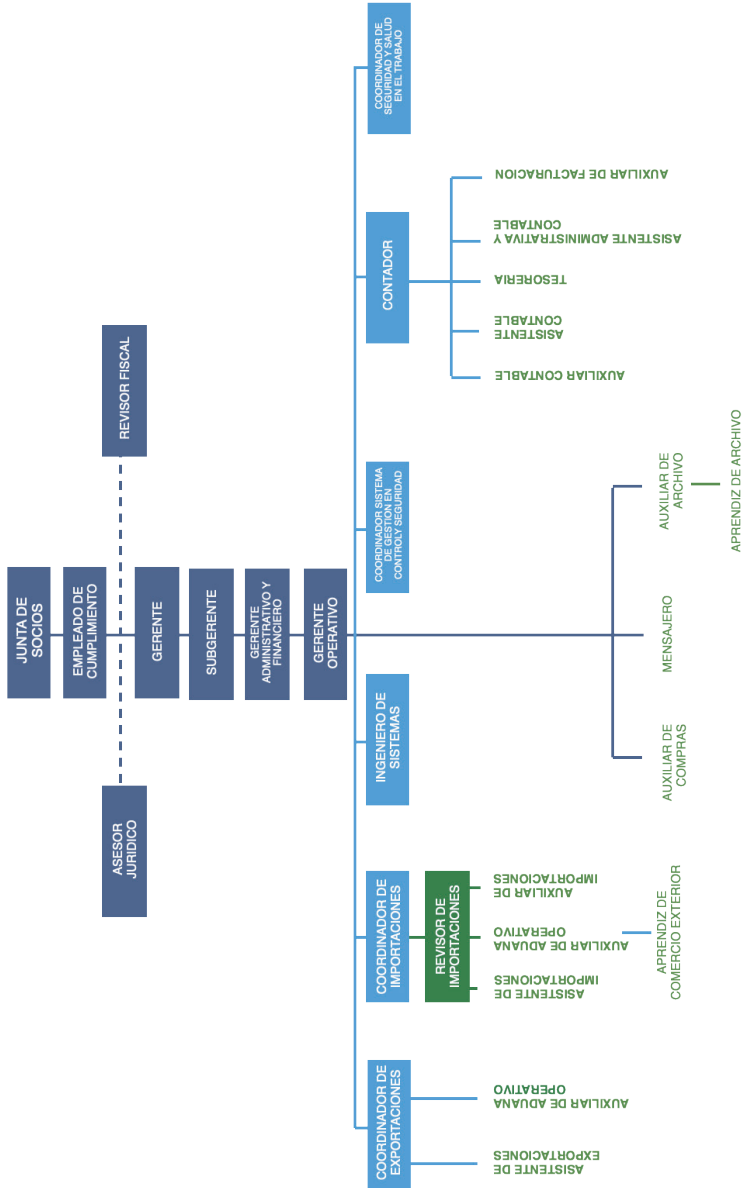 JUNTA DE
SOCIOS
EMPLEADO DE
CUMPLIMIENTO
ASESOR
JURIDICO
REVISOR FISCAL
GERENTE
SUBGERENTE
GERENTE
ADMINISTRATIVO Y
FINANCIERO
GERENTE
OPERATIVO
COORDINADOR DE
EXPORTACIONES
COORDINADOR DE
IMPORTACIONES
INGENIERO DE
SISTEMAS
COORDINADOR SISTEMA
DE GESTIÓN EN
CONTROLY SEGURIDAD
CONTADOR
COORDINADOR DE
SEGURIDAD Y SALUD
EN EL TRABAJO
REVISOR DE
IMPORTACIONES
ASISTENTE DE
EXPORTACIONES
AUXILIAR DE ADUANA
OPERATIVO
ASISTENTE DE
IMPORTACIONES
AUXILIAR DE ADUANA
OPERATIVO
AUXILIAR DE
IMPORTACIONES
AUXILIAR CONTABLE
ASISTENTE
CONTABLE
TESORERIA
ASISTENTE ADMINISTRATIVA Y
CONTABLE
AUXILIAR DE FACTURACION
APRENDIZ DE
COMERCIO EXTERIOR
AUXILIAR DE
COMPRAS
MENSAJERO
AUXILIAR DE
ARCHIVO
APRENDIZ DE ARCHIVO